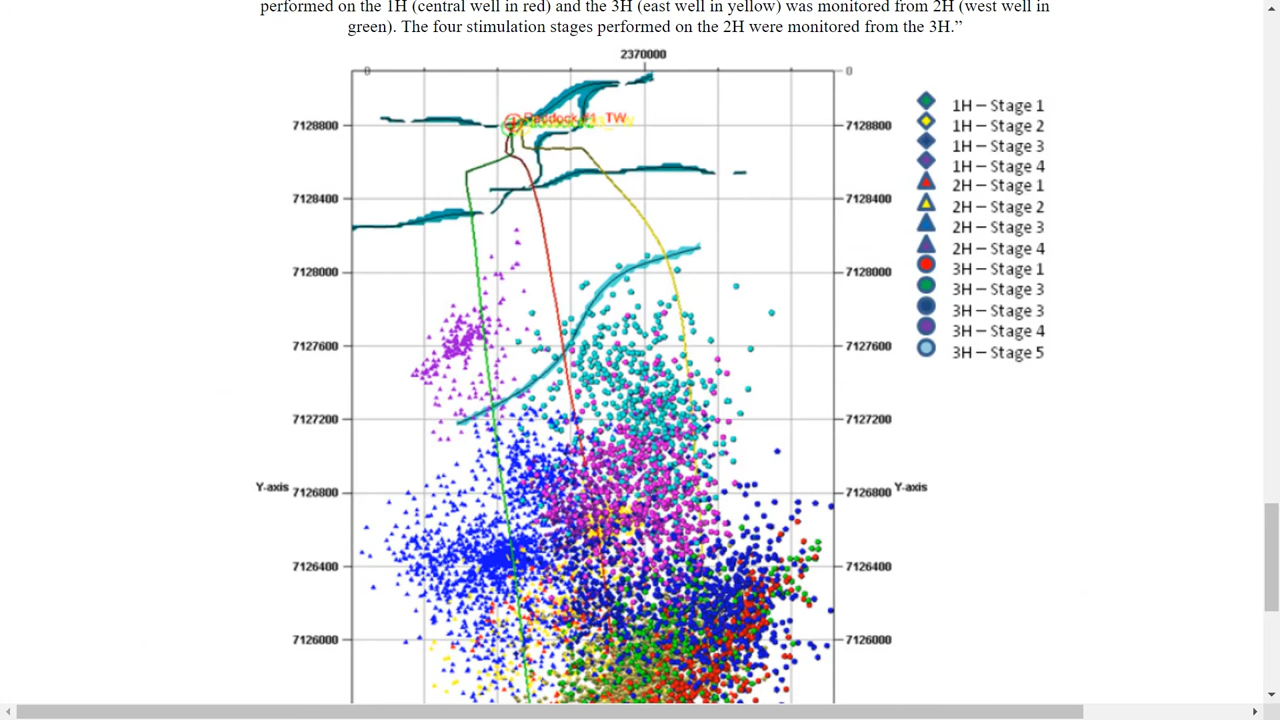 performed on the 1H (central well in red) and the 3H (east well in yellow) was monitored from 2H (west well in
green). The four stimulation stages performed on the 2H were monitored from the 3H.”
2370000
0 0
7128800 7128800
7128400 7128400
7128000 7128000
7127600 7127600
7127200 7127200
Y-axis 7126800 7126800 Y-axis
7126400 7126400
7126000 7126000
1H – Stage 1
1H – Stage 2
1H – Stage 3
1H – Stage 4
2H – Stage 1
2H – Stage 2
2H – Stage 3
2H – Stage 4
3H – Stage 1
3H – Stage 3
3H – Stage 3
3H – Stage 4
3H – Stage 5